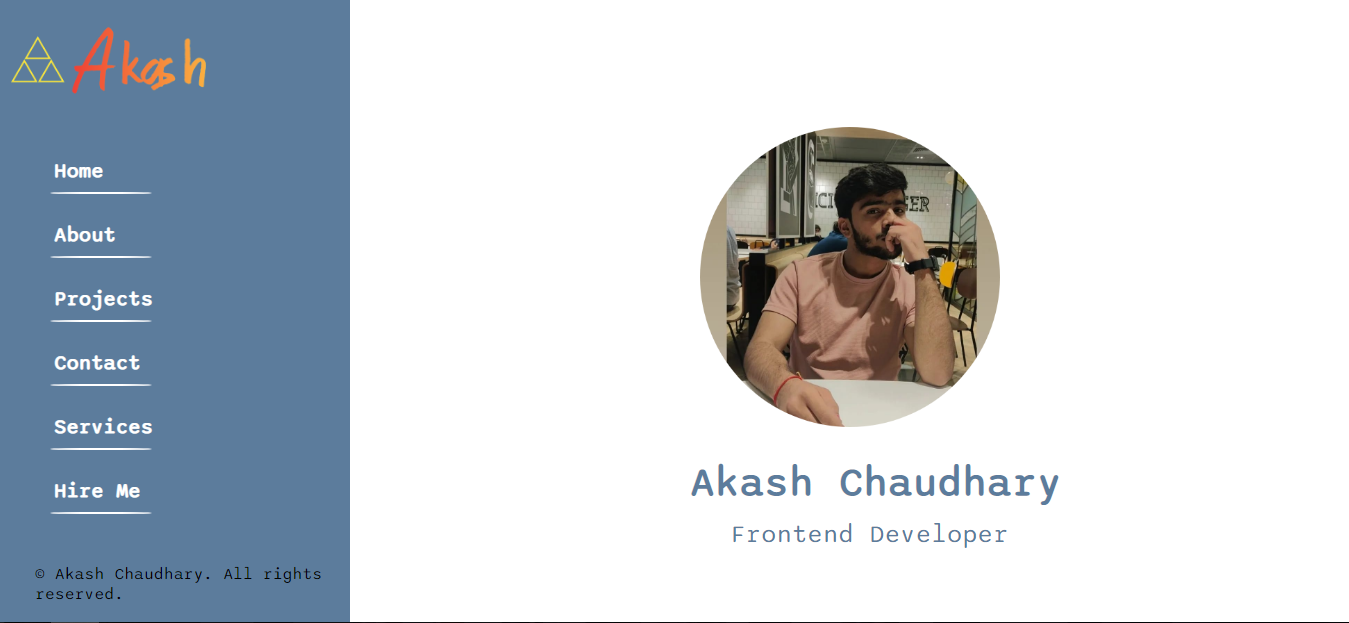 Akash
Home
About
Projects
Contact
Services
Hire Me
© Akash Chaudhary. All rights
reserved.
Akash Chaudhary
Frontend Developer